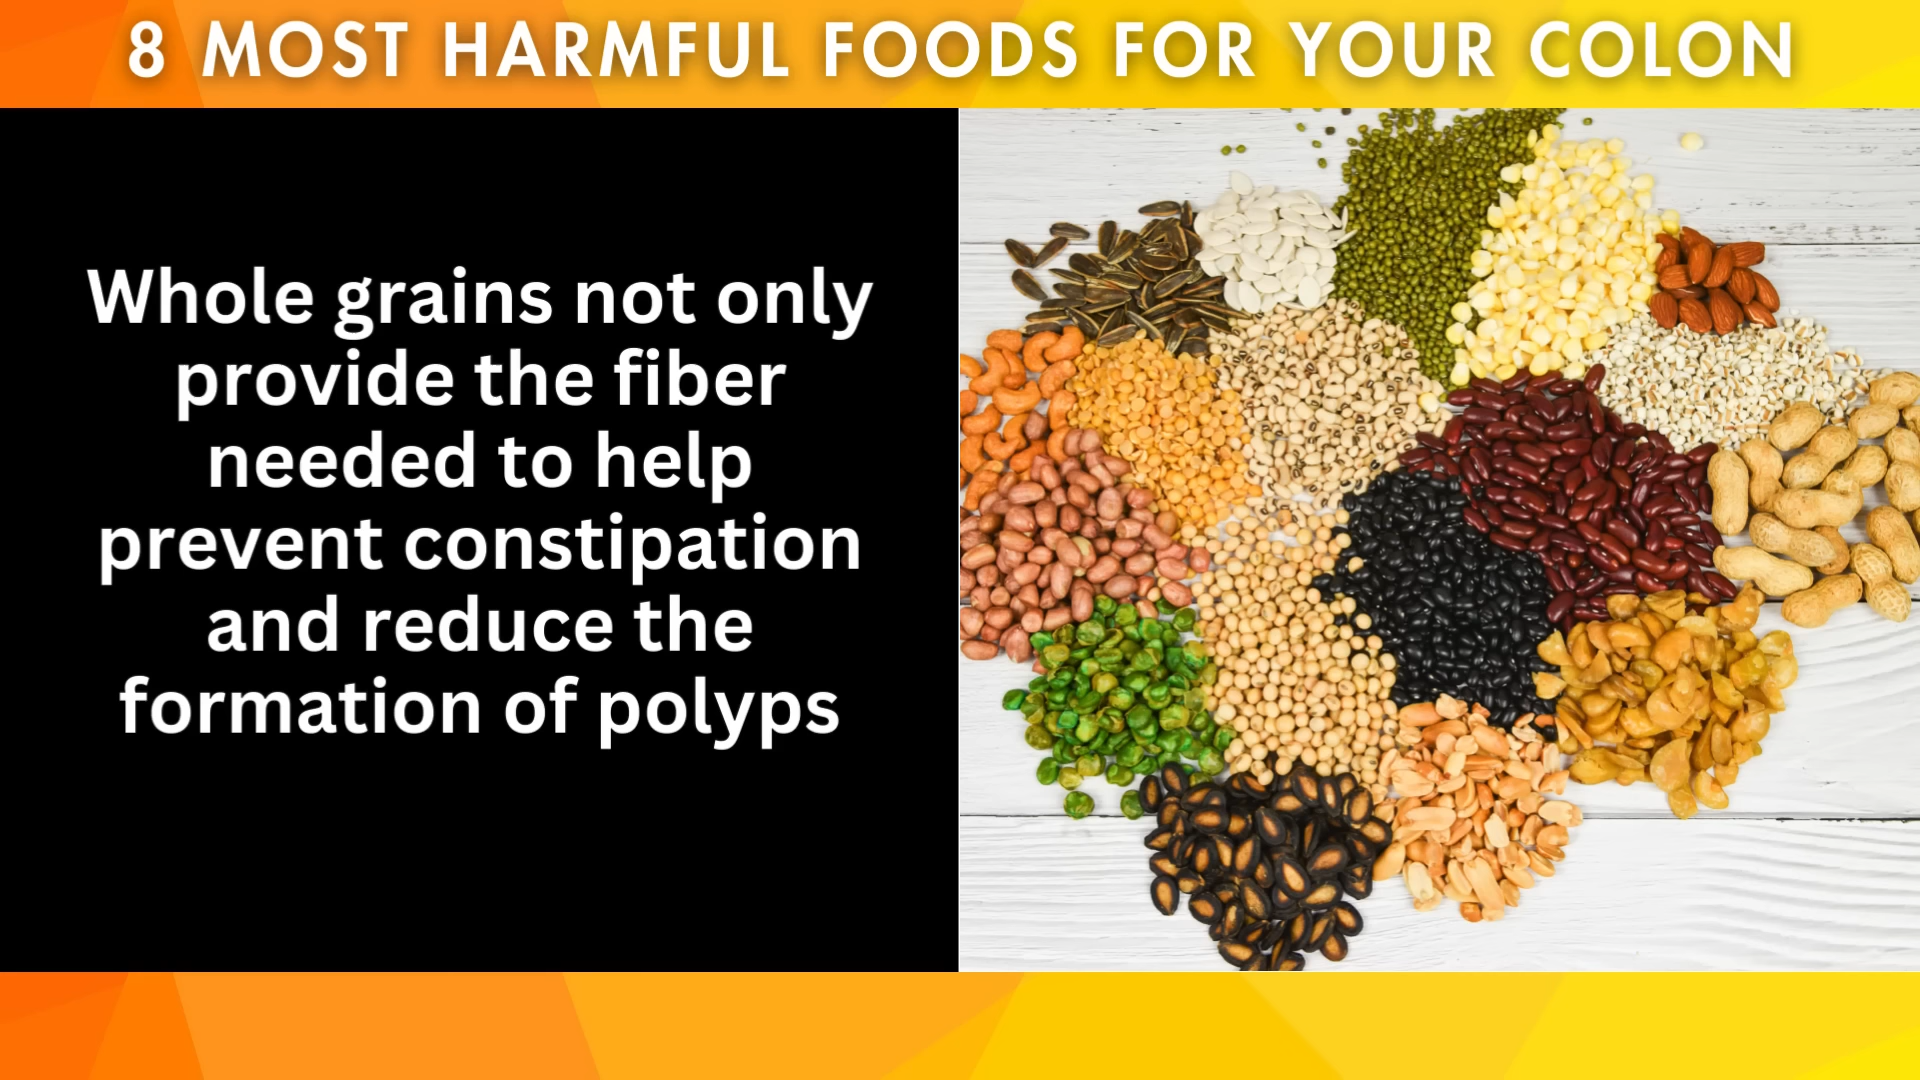 8 MOST HARMFUL FOODS FOR YOUR COLON
Whole grains not only
provide the fiber
needed to help
prevent constipation
and reduce the
formation of polyps